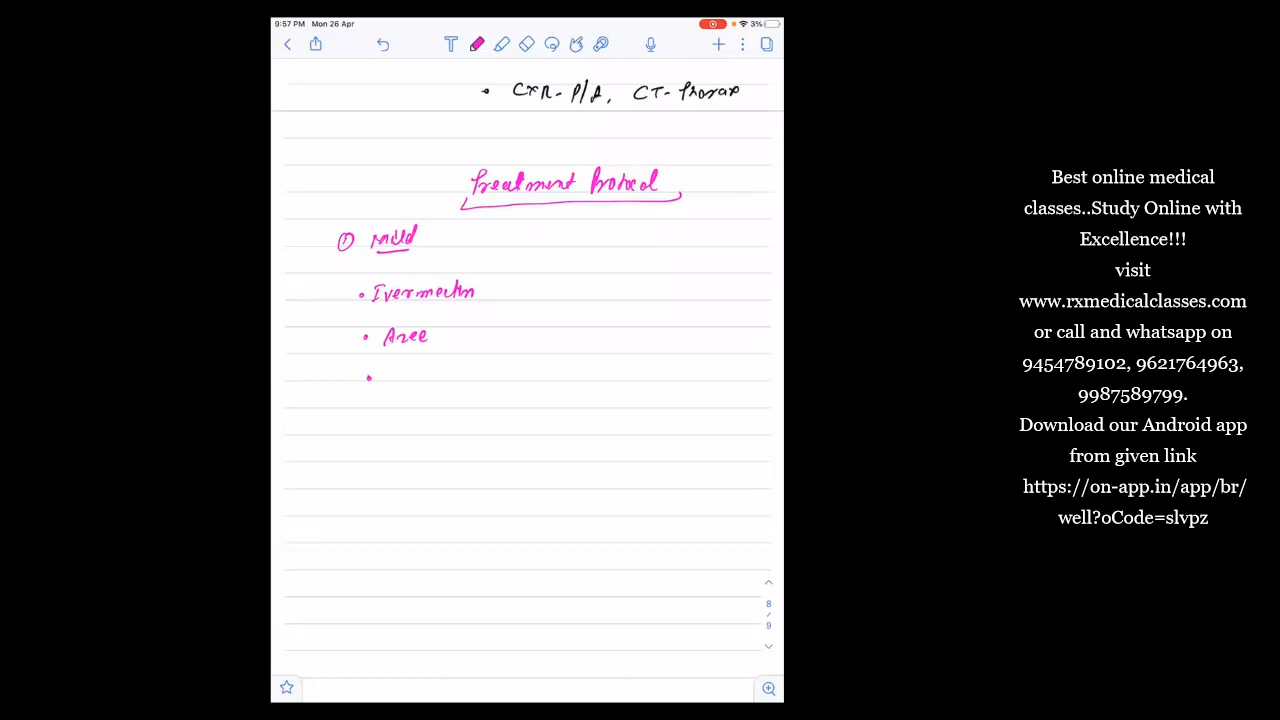 9:57 PM Mon 26 Apr
3%
• CXR - P/A, CT - Thorax
Treatment Protocol
① Mild
• Ivermectin
• Azee
•
8
/
9
Best online medical
classes..Study Online with
Excellence!!!
visit
www.rxmedicalclasses.com
or call and whatsapp on
9454789102, 9621764963,
9987589799.
Download our Android app
from given link
https://on-app.in/app/br/
well?oCode=slvpz